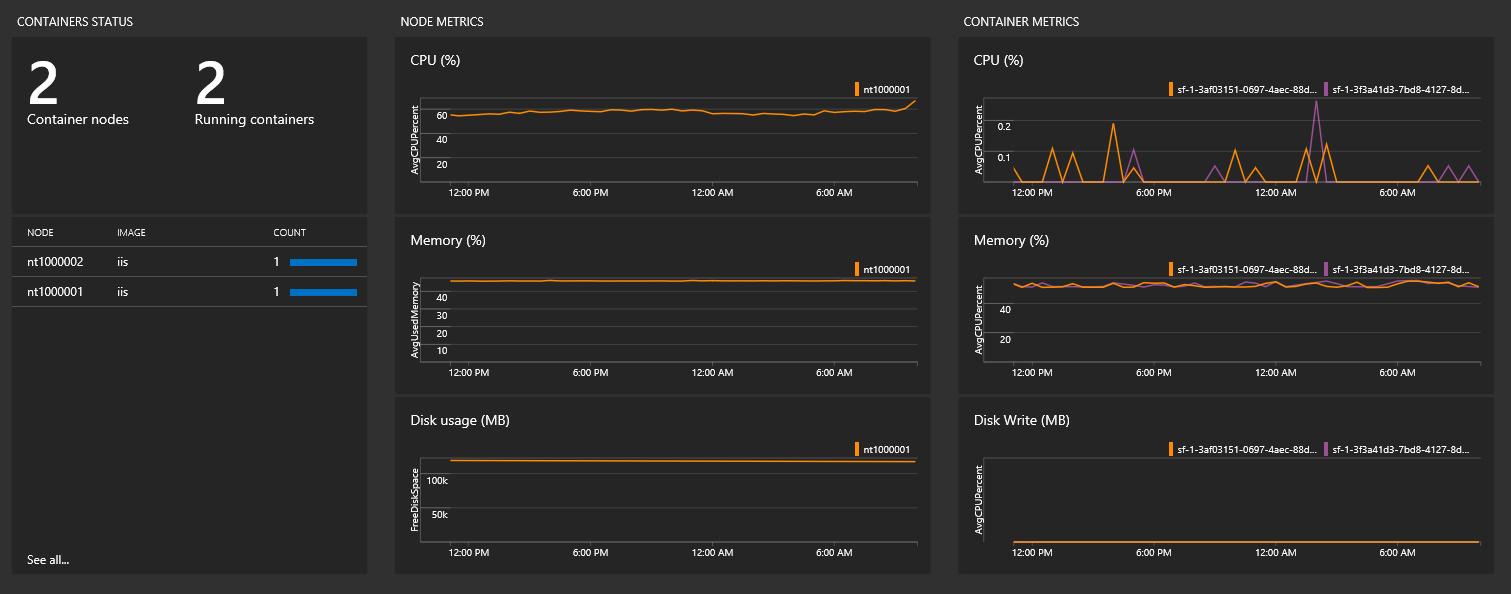 CONTAINERS STATUS
2
Container nodes
2
Running containers
NODE IMAGE COUNT
nt1000002 iis 1
nt1000001 iis 1
See all...
NODE METRICS
CPU (%)
nt1000001
AvgCPUPercent
60
40
20
12:00 PM 6:00 PM 12:00 AM 6:00 AM
Memory (%)
nt1000001
AvgUsedMemory
40
30
20
10
12:00 PM 6:00 PM 12:00 AM 6:00 AM
Disk usage (MB)
nt1000001
FreeDiskSpace
100k
50k
12:00 PM 6:00 PM 12:00 AM 6:00 AM
CONTAINER METRICS
CPU (%)
sf-1-3af03151-0697-4aec-88d... sf-1-3f3a41d3-7bd8-4127-8d...
AvgCPUPercent
0.2
0.1
12:00 PM 6:00 PM 12:00 AM 6:00 AM
Memory (%)
sf-1-3af03151-0697-4aec-88d... sf-1-3f3a41d3-7bd8-4127-8d...
AvgCPUPercent
40
20
12:00 PM 6:00 PM 12:00 AM 6:00 AM
Disk Write (MB)
sf-1-3af03151-0697-4aec-88d... sf-1-3f3a41d3-7bd8-4127-8d...
AvgCPUPercent
12:00 PM 6:00 PM 12:00 AM 6:00 AM